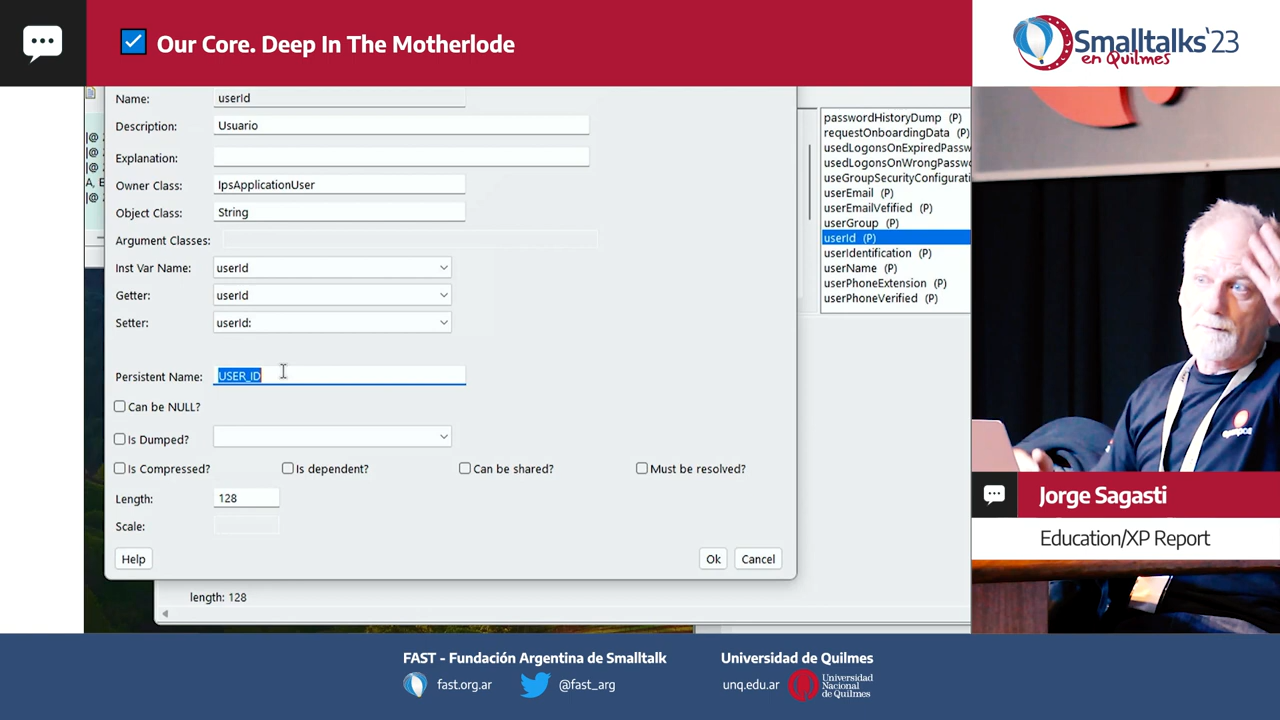 Our Core. Deep In The Motherlode
Smalltalks'23
en Quilmes
Name: userId
Description: Usuario
Explanation:
Owner Class: IpsApplicationUser
Object Class: String
Argument Classes:
Inst Var Name: userId
Getter: userId
Setter: userId:
Persistent Name: USER_ID
Can be NULL?
Is Dumped?
Is Compressed? Is dependent? Can be shared? Must be resolved?
Length: 128
Scale:
Help Ok Cancel
length: 128
passwordHistoryDump (P)
requestOnboardingData (P)
usedLogonsOnExpiredPassw
usedLogonsOnWrongPassw
useGroupSecurityConfigurati
userEmail (P)
userEmailVefified (P)
userGroup (P)
userId (P)
userIdentification (P)
userName (P)
userPhoneExtension (P)
userPhoneVerified (P)
Jorge Sagasti
Education/XP Report
FAST - Fundación Argentina de Smalltalk
fast.org.ar @fast_arg
Universidad de Quilmes
unq.edu.ar
Universidad
Nacional
de Quilmes